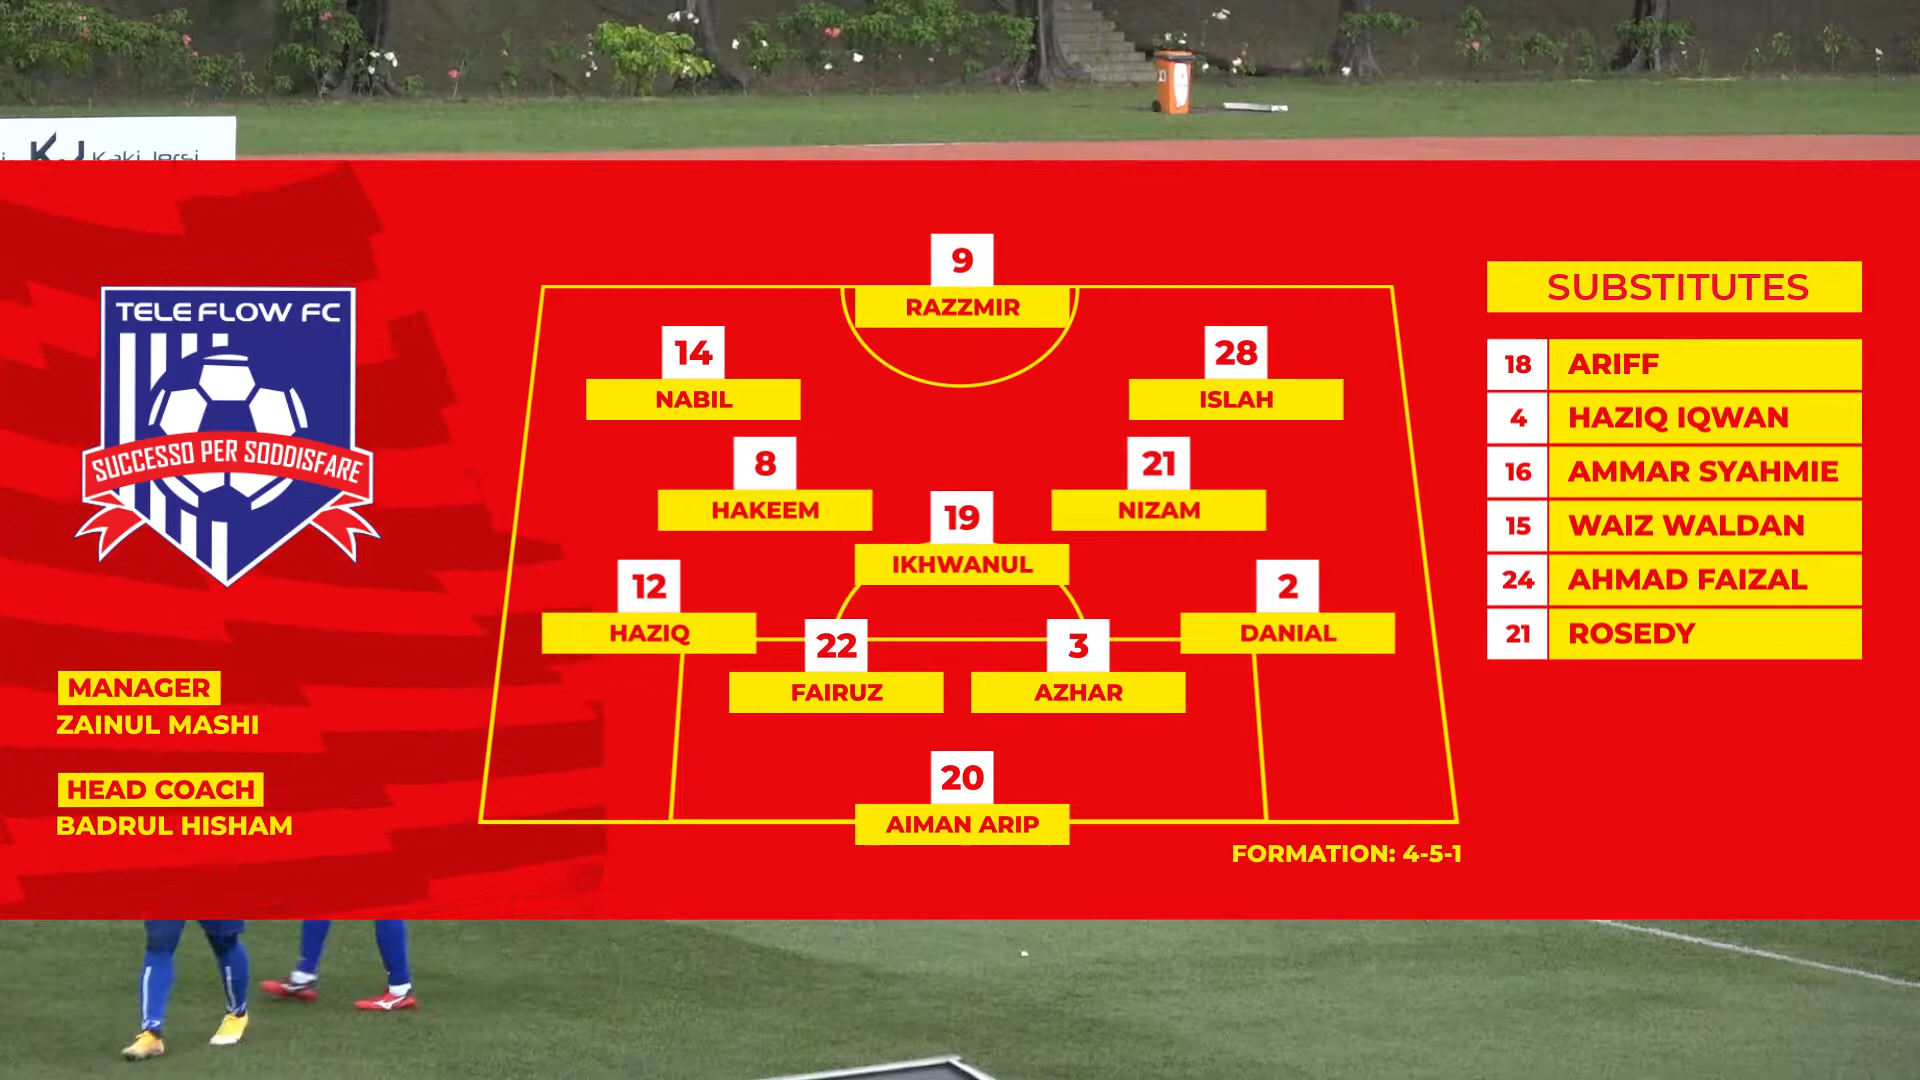 Kaki Jersi
TELE FLOW FC
SUCCESSO PER SODDISFARE
MANAGER
ZAINUL MASHI
HEAD COACH
BADRUL HISHAM
9
RAZZMIR
14
NABIL
28
ISLAH
8
HAKEEM
21
NIZAM
19
IKHWANUL
12
HAZIQ
2
DANIAL
22
FAIRUZ
3
AZHAR
20
AIMAN ARIP
FORMATION: 4-5-1
SUBSTITUTES
18 ARIFF
4 HAZIQ IQWAN
16 AMMAR SYAHMIE
15 WAIZ WALDAN
24 AHMAD FAIZAL
21 ROSEDY